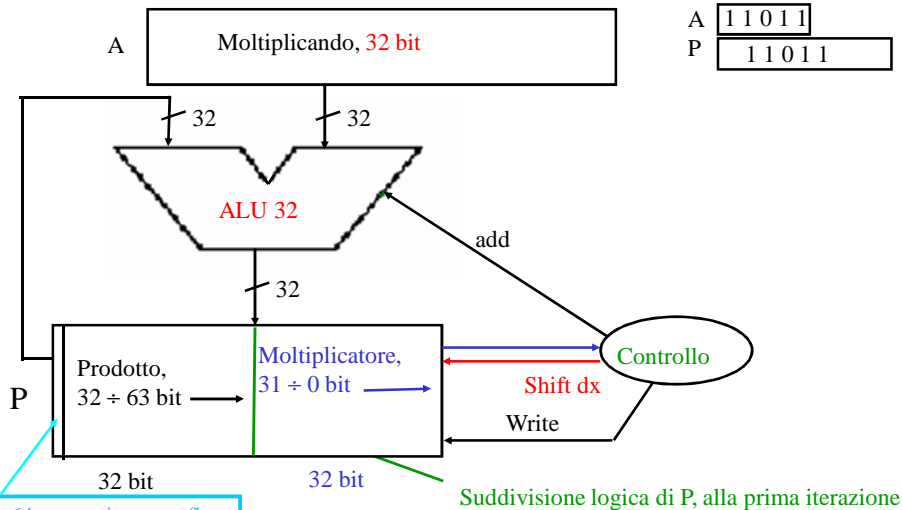 A
Moltiplicando, 32 bit
A
1 1 0 1 1
P
1 1 0 1 1
32
32
ALU 32
add
32
P
Prodotto,
32 ÷ 63 bit
Moltiplicatore,
31 ÷ 0 bit
Controllo
Shift dx
Write
32 bit
32 bit
Suddivisione logica di P, alla prima iterazione